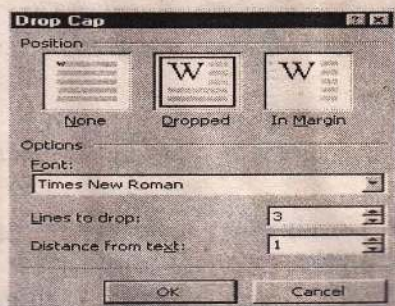 Drop Cap
Position
W W W
None Dropped In Margin
Options
Font:
Times New Roman
Lines to drop: 3
Distance from text: 1
OK Cancel